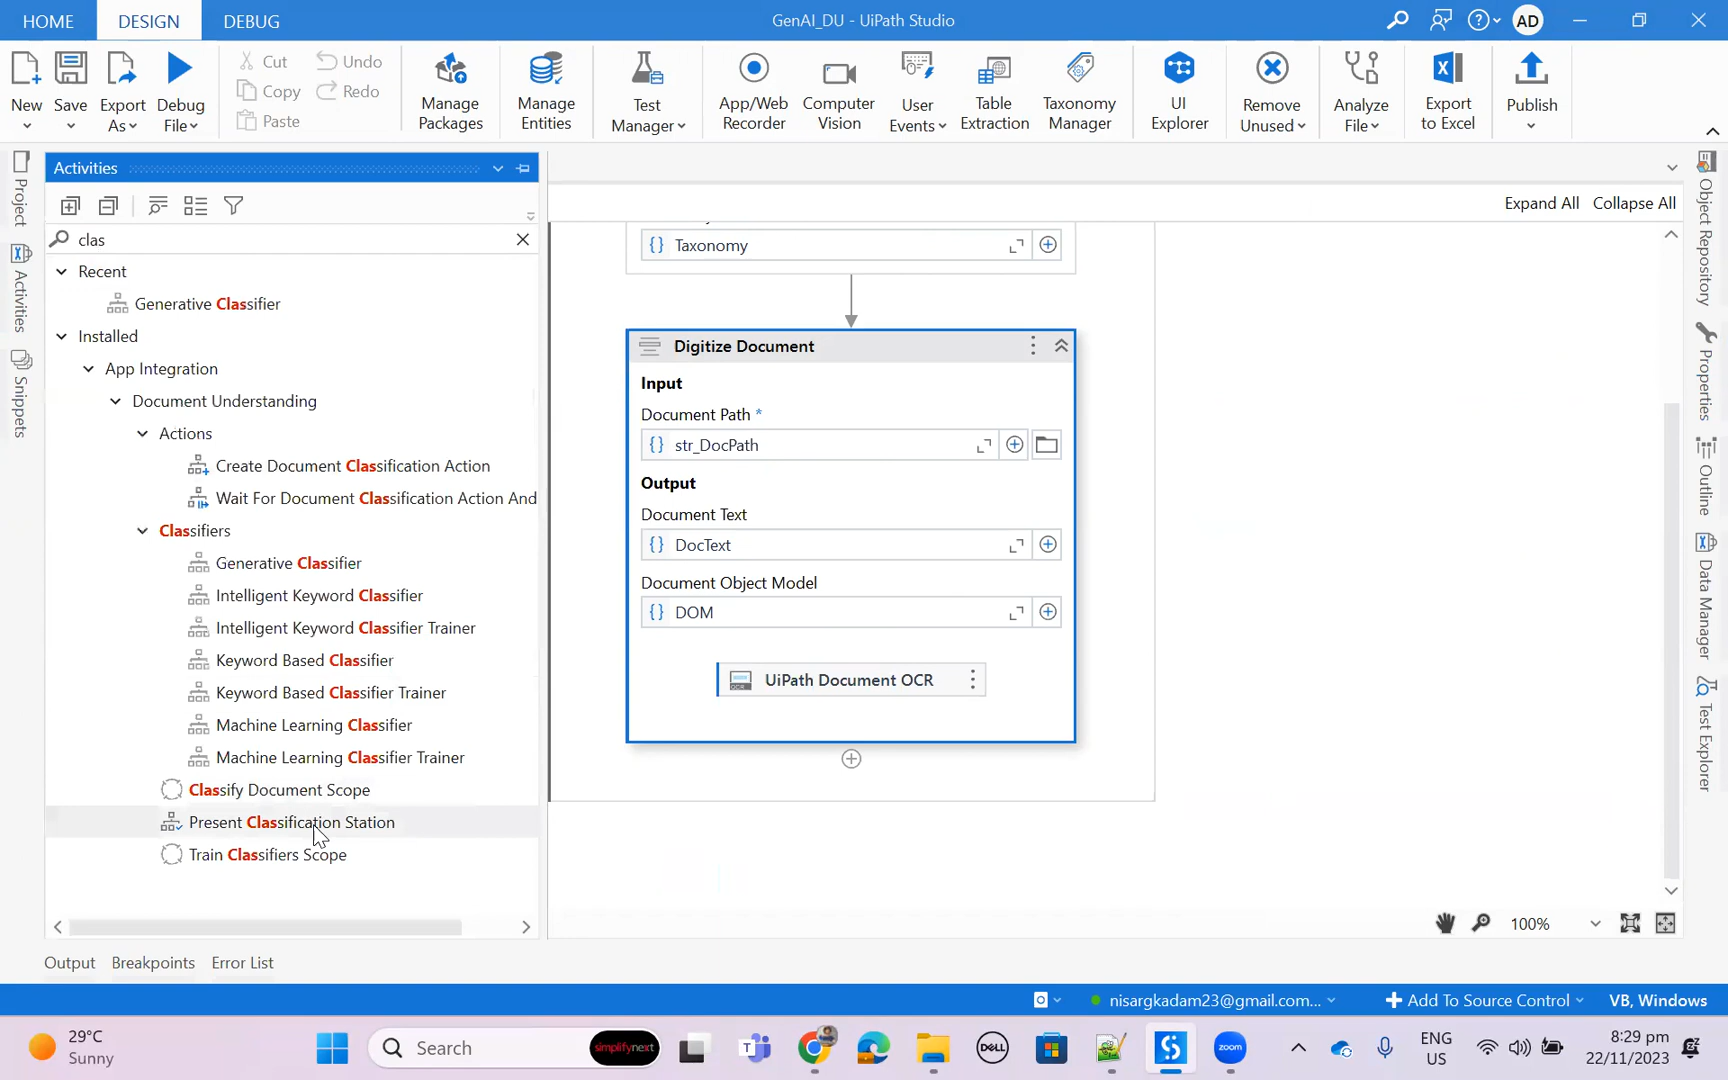 HOME
DESIGN
DEBUG
GenAI_DU - UiPath Studio
AD
New
Save
Export As
Debug File
Cut
Copy
Paste
Undo
Redo
Manage Packages
Manage Entities
Test Manager
App/Web Recorder
Computer Vision
User Events
Table Extraction
Taxonomy Manager
UI Explorer
Remove Unused
Analyze File
Export to Excel
Publish
Project
Activities
Snippets
Activities
clas
Recent
Generative Classifier
Installed
App Integration
Document Understanding
Actions
Create Document Classification Action
Wait For Document Classification Action And
Classifiers
Generative Classifier
Intelligent Keyword Classifier
Intelligent Keyword Classifier Trainer
Keyword Based Classifier
Keyword Based Classifier Trainer
Machine Learning Classifier
Machine Learning Classifier Trainer
Classify Document Scope
Present Classification Station
Train Classifiers Scope
Expand All
Collapse All
Taxonomy
Digitize Document
Input
Document Path *
str_DocPath
Output
Document Text
DocText
Document Object Model
DOM
OCR
UiPath Document OCR
100%
Object Repository
Properties
Outline
Data Manager
Test Explorer
Output
Breakpoints
Error List
nisargkadam23@gmail.com...
Add To Source Control
VB, Windows
29°C
Sunny
Search
simplifynext
DELL
zoom
ENG
US
8:29 pm
22/11/2023